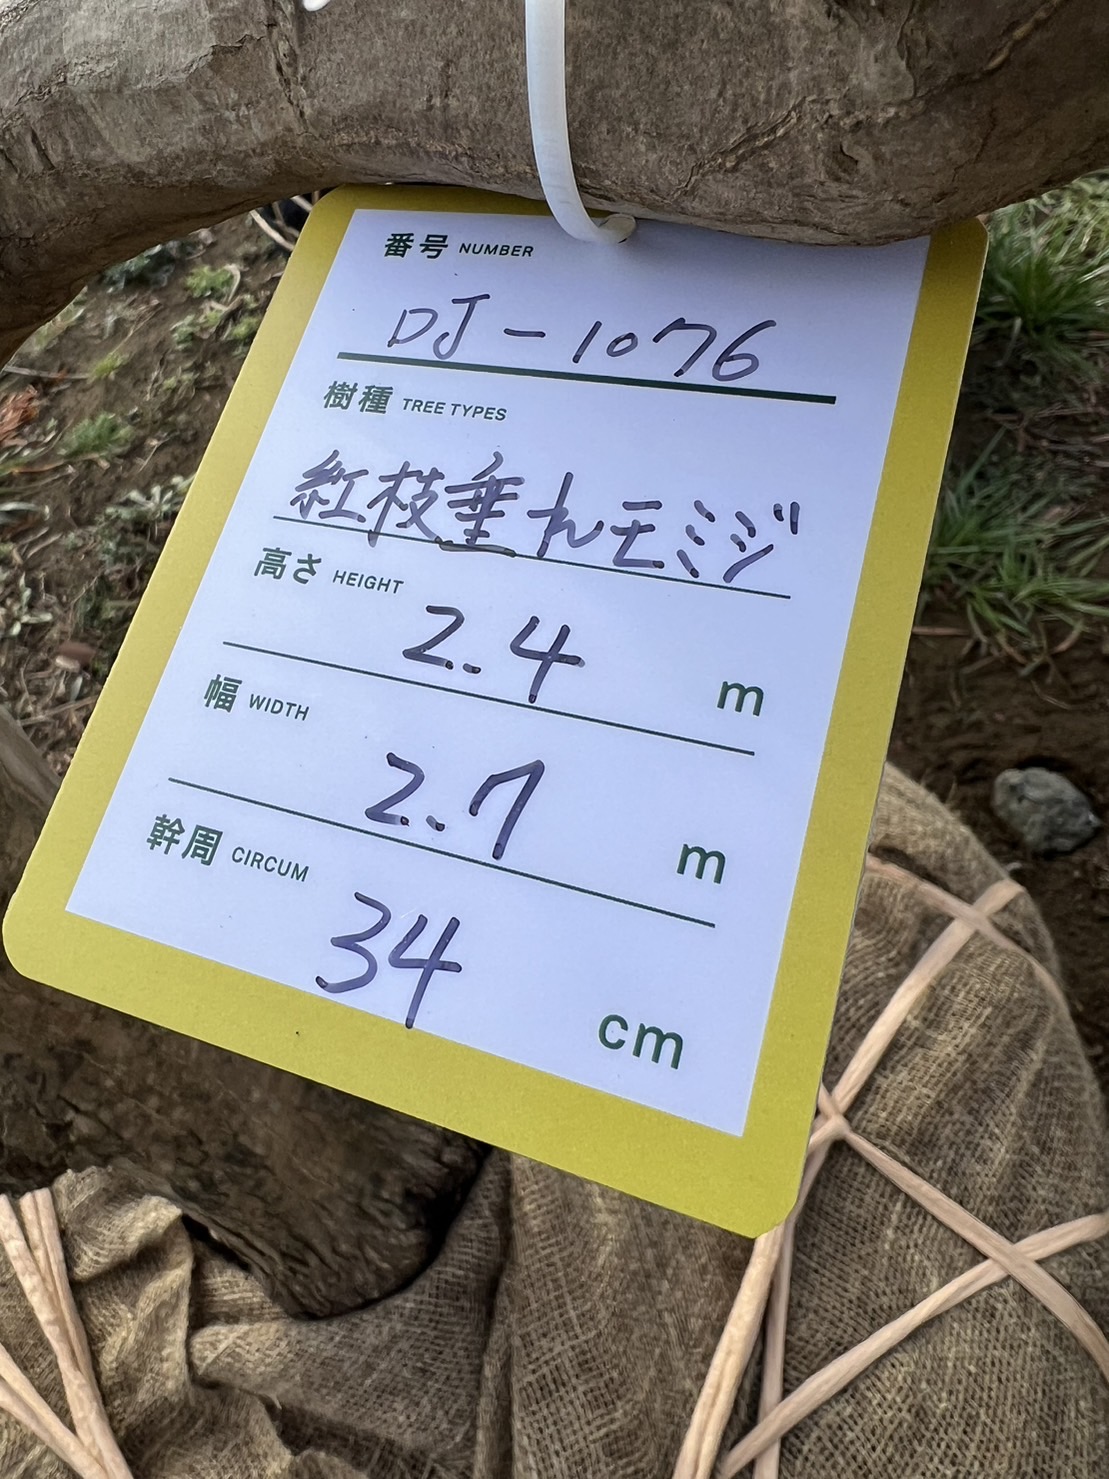 番号 NUMBER
DJ-1076
樹種 TREE TYPES
紅枝垂れモミジ
高さ HEIGHT
2.4 m
幅 WIDTH
2.7 m
幹周 CIRCUM
34 cm